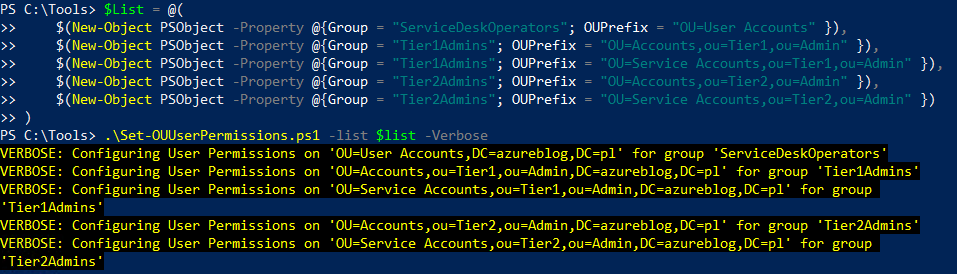 PS C:\Tools> $List = @(
>>     $(New-Object PSObject -Property @{Group = "ServiceDeskOperators"; OUPrefix = "OU=User Accounts" }),
>>     $(New-Object PSObject -Property @{Group = "Tier1Admins"; OUPrefix = "OU=Accounts,ou=Tier1,ou=Admin" }),
>>     $(New-Object PSObject -Property @{Group = "Tier1Admins"; OUPrefix = "OU=Service Accounts,ou=Tier1,ou=Admin" }),
>>     $(New-Object PSObject -Property @{Group = "Tier2Admins"; OUPrefix = "OU=Accounts,ou=Tier2,ou=Admin" }),
>>     $(New-Object PSObject -Property @{Group = "Tier2Admins"; OUPrefix = "OU=Service Accounts,ou=Tier2,ou=Admin" })
>> )
PS C:\Tools> .\Set-OUUserPermissions.ps1 -list $list -Verbose
VERBOSE: Configuring User Permissions on 'OU=User Accounts,DC=azureblog,DC=pl' for group 'ServiceDeskOperators'
VERBOSE: Configuring User Permissions on 'OU=Accounts,ou=Tier1,ou=Admin,DC=azureblog,DC=pl' for group 'Tier1Admins'
VERBOSE: Configuring User Permissions on 'OU=Service Accounts,ou=Tier1,ou=Admin,DC=azureblog,DC=pl' for group
'Tier1Admins'
VERBOSE: Configuring User Permissions on 'OU=Accounts,ou=Tier2,ou=Admin,DC=azureblog,DC=pl' for group 'Tier2Admins'
VERBOSE: Configuring User Permissions on 'OU=Service Accounts,ou=Tier2,ou=Admin,DC=azureblog,DC=pl' for group
'Tier2Admins'